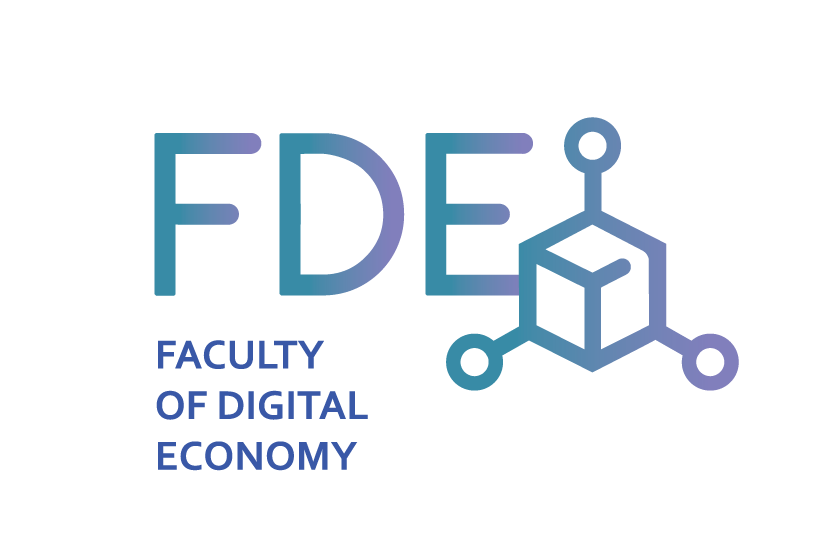 FDE
FACULTY
OF DIGITAL
ECONOMY